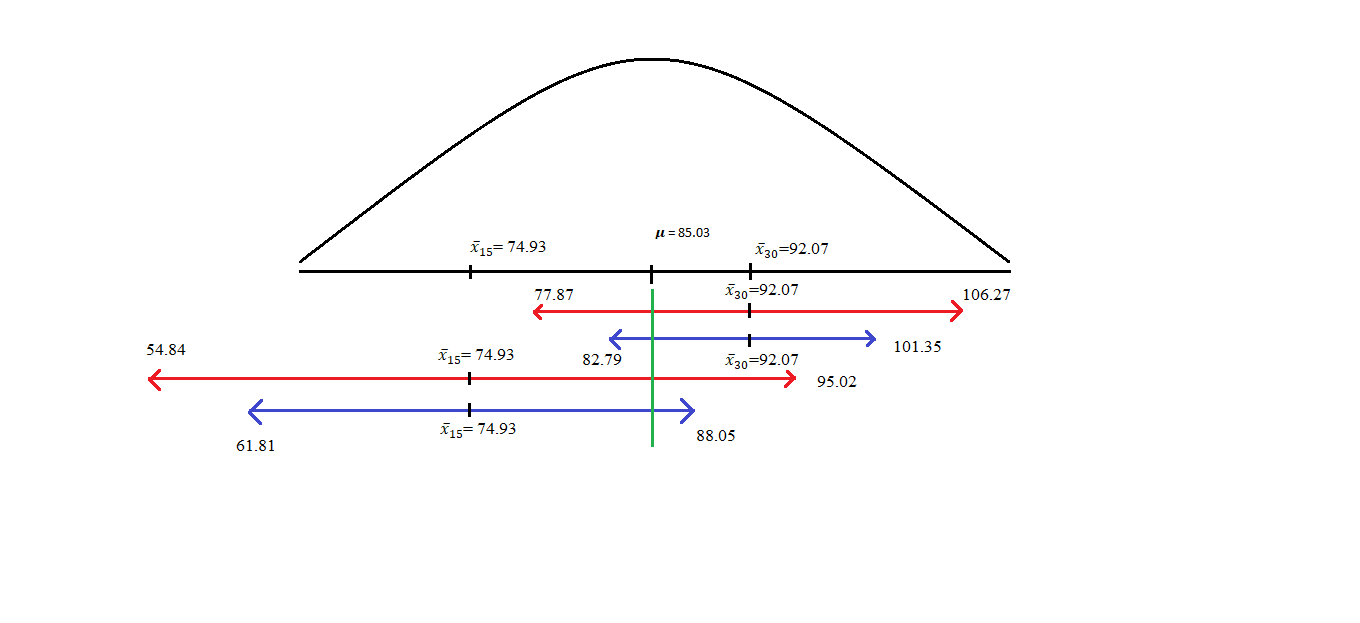 𝝁 = 85.03
x̄₁₅= 74.93
x̄₃₀=92.07
77.87
x̄₃₀=92.07
106.27
82.79
x̄₃₀=92.07
101.35
54.84
x̄₁₅= 74.93
95.02
61.81
x̄₁₅= 74.93
88.05